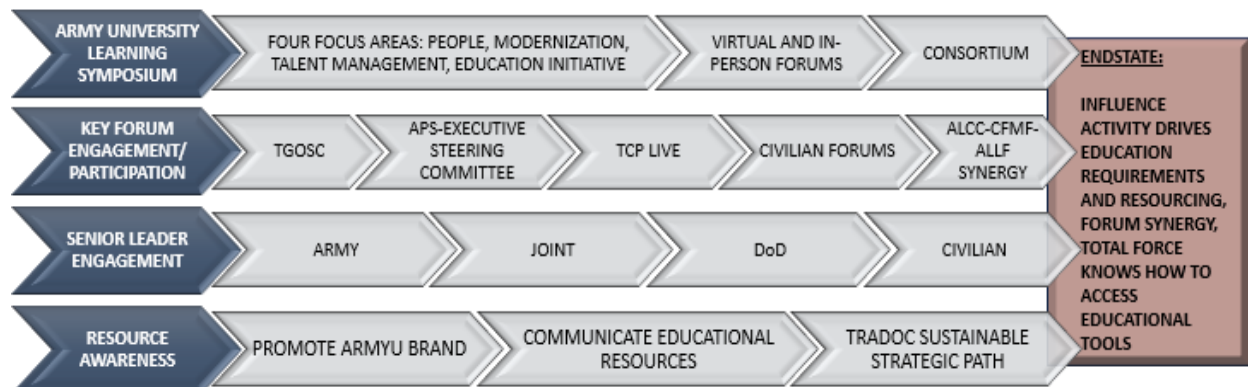 ARMY UNIVERSITY
LEARNING
SYMPOSIUM
FOUR FOCUS AREAS: PEOPLE, MODERNIZATION,
TALENT MANAGEMENT, EDUCATION INITIATIVE
VIRTUAL AND IN-
PERSON FORUMS
CONSORTIUM
KEY FORUM
ENGAGEMENT/
PARTICIPATION
TGOSC
APS-EXECUTIVE
STEERING
COMMITTEE
TCP LIVE
CIVILIAN FORUMS
ALCC-CFMF-
ALLF
SYNERGY
SENIOR LEADER
ENGAGEMENT
ARMY
JOINT
DoD
CIVILIAN
RESOURCE
AWARENESS
PROMOTE ARMYU BRAND
COMMUNICATE EDUCATIONAL
RESOURCES
TRADOC SUSTAINABLE
STRATEGIC PATH
ENDSTATE:
INFLUENCE
ACTIVITY DRIVES
EDUCATION
REQUIREMENTS
AND RESOURCING,
FORUM SYNERGY,
TOTAL FORCE
KNOWS HOW TO
ACCESS
EDUCATIONAL
TOOLS